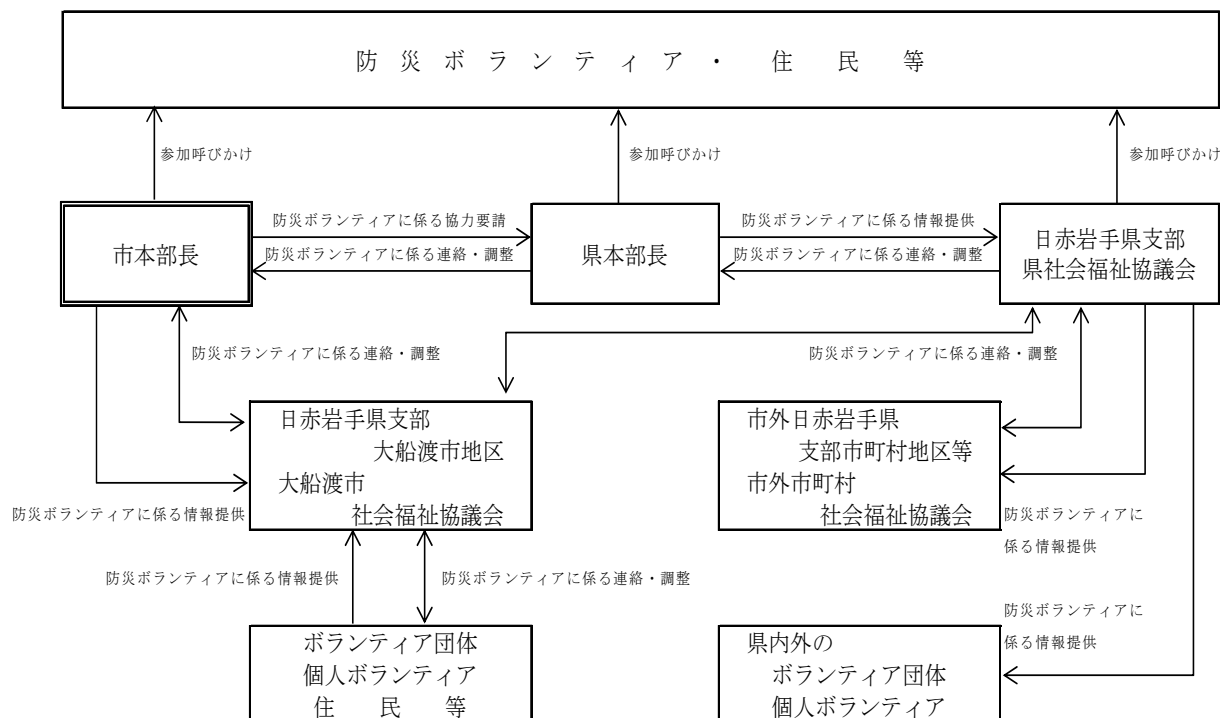 防災ボランティア・住民等
参加呼びかけ
参加呼びかけ
参加呼びかけ
市本部長
防災ボランティアに係る協力要請
防災ボランティアに係る連絡・調整
県本部長
防災ボランティアに係る情報提供
防災ボランティアに係る連絡・調整
日赤岩手県支部
県社会福祉協議会
防災ボランティアに係る連絡・調整
防災ボランティアに係る連絡・調整
日赤岩手県支部
大船渡市地区
大船渡市
社会福祉協議会
市外日赤岩手県
支部市町村地区等
市外市町村
社会福祉協議会
防災ボランティアに係る情報提供
防災ボランティアに
係る情報提供
防災ボランティアに係る情報提供
防災ボランティアに係る連絡・調整
防災ボランティアに
係る情報提供
ボランティア団体
個人ボランティア
住民等
県内外の
ボランティア団体
個人ボランティア